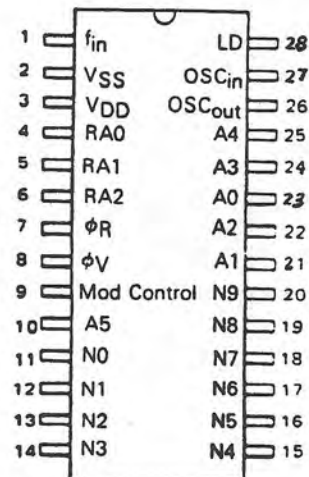 1 fin LD 28
2 VSS OSCin 27
3 VDD OSCout 26
4 RA0 A4 25
5 RA1 A3 24
6 RA2 A0 23
7 ϕR A2 22
8 ϕV A1 21
9 Mod Control N9 20
10 A5 N8 19
11 N0 N7 18
12 N1 N6 17
13 N2 N5 16
14 N3 N4 15